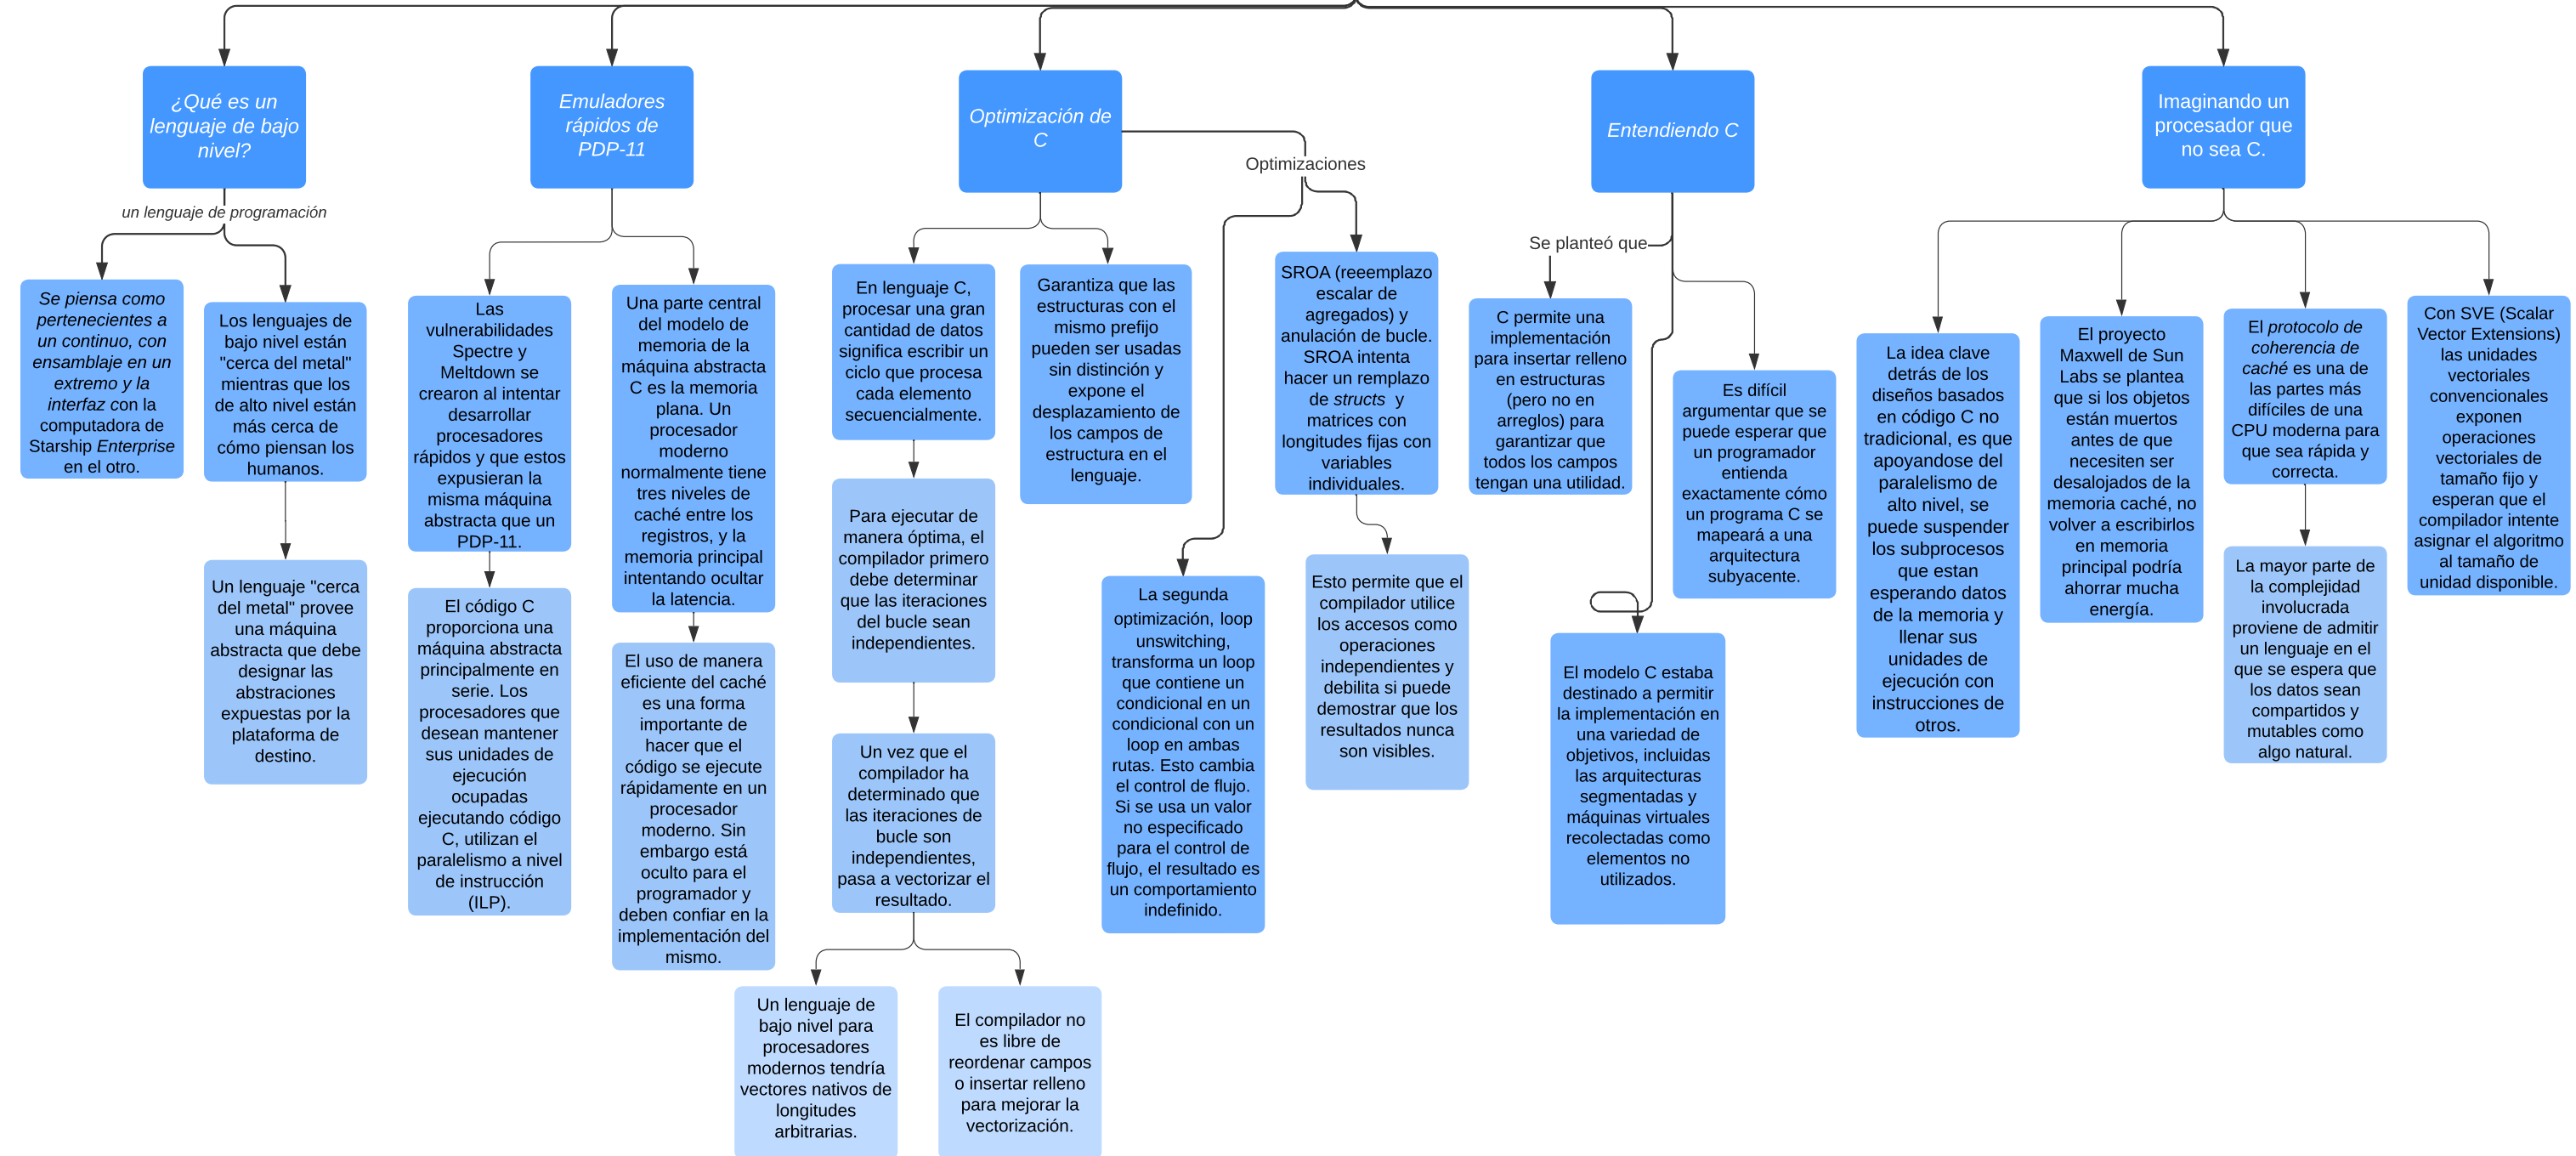 ¿Qué es un
lenguaje de bajo
nivel?
un lenguaje de programación
Se piensa como
pertenecientes a
un continuo, con
ensamblaje en un
extremo y la
interfaz con la
computadora de
Starship Enterprise
en el otro.
Los lenguajes de
bajo nivel están
"cerca del metal"
mientras que los
de alto nivel están
más cerca de
cómo piensan los
humanos.
Un lenguaje "cerca
del metal" provee
una máquina
abstracta que debe
designar las
abstraciones
expuestas por la
plataforma de
destino.
Emuladores
rápidos de
PDP-11
Las
vulnerabilidades
Spectre y
Meltdown se
crearon al intentar
desarrollar
procesadores
rápidos y que estos
expusieran la
misma máquina
abstracta que un
PDP-11.
El código C
proporciona una
máquina abstracta
principalmente en
serie. Los
procesadores que
desean mantener
sus unidades de
ejecución
ocupadas
ejecutando código
C, utilizan el
paralelismo a nivel
de instrucción
(ILP).
Una parte central
del modelo de
memoria de la
máquina abstracta
C es la memoria
plana. Un
procesador
moderno
normalmente tiene
tres niveles de
caché entre los
registros, y la
memoria principal
intentando ocultar
la latencia.
El uso de manera
eficiente del caché
es una forma
importante de
hacer que el
código se ejecute
rápidamente en un
procesador
moderno. Sin
embargo está
oculto para el
programador y
deben confiar en la
implementación del
mismo.
Optimización de
C
En lenguaje C,
procesar una gran
cantidad de datos
significa escribir un
ciclo que procesa
cada elemento
secuencialmente.
Para ejecutar de
manera óptima, el
compilador primero
debe determinar
que las iteraciones
del bucle sean
independientes.
Un vez que el
compilador ha
determinado que
las iteraciones de
bucle son
independientes,
pasa a vectorizar el
resultado.
Un lenguaje de
bajo nivel para
procesadores
modernos tendría
vectores nativos de
longitudes
arbitrarias.
El compilador no
es libre de
reordenar campos
o insertar relleno
para mejorar la
vectorización.
Garantiza que las
estructuras con el
mismo prefijo
pueden ser usadas
sin distinción y
expone el
desplazamiento de
los campos de
estructura en el
lenguaje.
Optimizaciones
La segunda
optimización, loop
unswitching,
transforma un loop
que contiene un
condicional en un
condicional con un
loop en ambas
rutas. Esto cambia
el control de flujo.
Si se usa un valor
no especificado
para el control de
flujo, el resultado es
un comportamiento
indefinido.
SROA (reeemplazo
escalar de
agregados) y
anulación de bucle.
SROA intenta
hacer un remplazo
de structs y
matrices con
longitudes fijas con
variables
individuales.
Esto permite que el
compilador utilice
los accesos como
operaciones
independientes y
debilita si puede
demostrar que los
resultados nunca
son visibles.
Entendiendo C
Se planteó que
C permite una
implementación
para insertar relleno
en estructuras
(pero no en
arreglos) para
garantizar que
todos los campos
tengan una utilidad.
El modelo C estaba
destinado a permitir
la implementación en
una variedad de
objetivos, incluidas
las arquitecturas
segmentadas y
máquinas virtuales
recolectadas como
elementos no
utilizados.
Es difícil
argumentar que se
puede esperar que
un programador
entienda
exactamente cómo
un programa C se
mapeará a una
arquitectura
subyacente.
Imaginando un
procesador que
no sea C.
La idea clave
detrás de los
diseños basados
en código C no
tradicional, es que
apoyandose del
paralelismo de
alto nivel, se
puede suspender
los subprocesos
que estan
esperando datos
de la memoria y
llenar sus
unidades de
ejecución con
instrucciones de
otros.
El proyecto
Maxwell de Sun
Labs se plantea
que si los objetos
están muertos
antes de que
necesiten ser
desalojados de la
memoria caché, no
volver a escribirlos
en memoria
principal podría
ahorrar mucha
energía.
El protocolo de
coherencia de
caché es una de
las partes más
difíciles de una
CPU moderna para
que sea rápida y
correcta.
La mayor parte de
la complejidad
involucrada
proviene de admitir
un lenguaje en el
que se espera que
los datos sean
compartidos y
mutables como
algo natural.
Con SVE (Scalar
Vector Extensions)
las unidades
vectoriales
convencionales
exponen
operaciones
vectoriales de
tamaño fijo y
esperan que el
compilador intente
asignar el algoritmo
al tamaño de
unidad disponible.